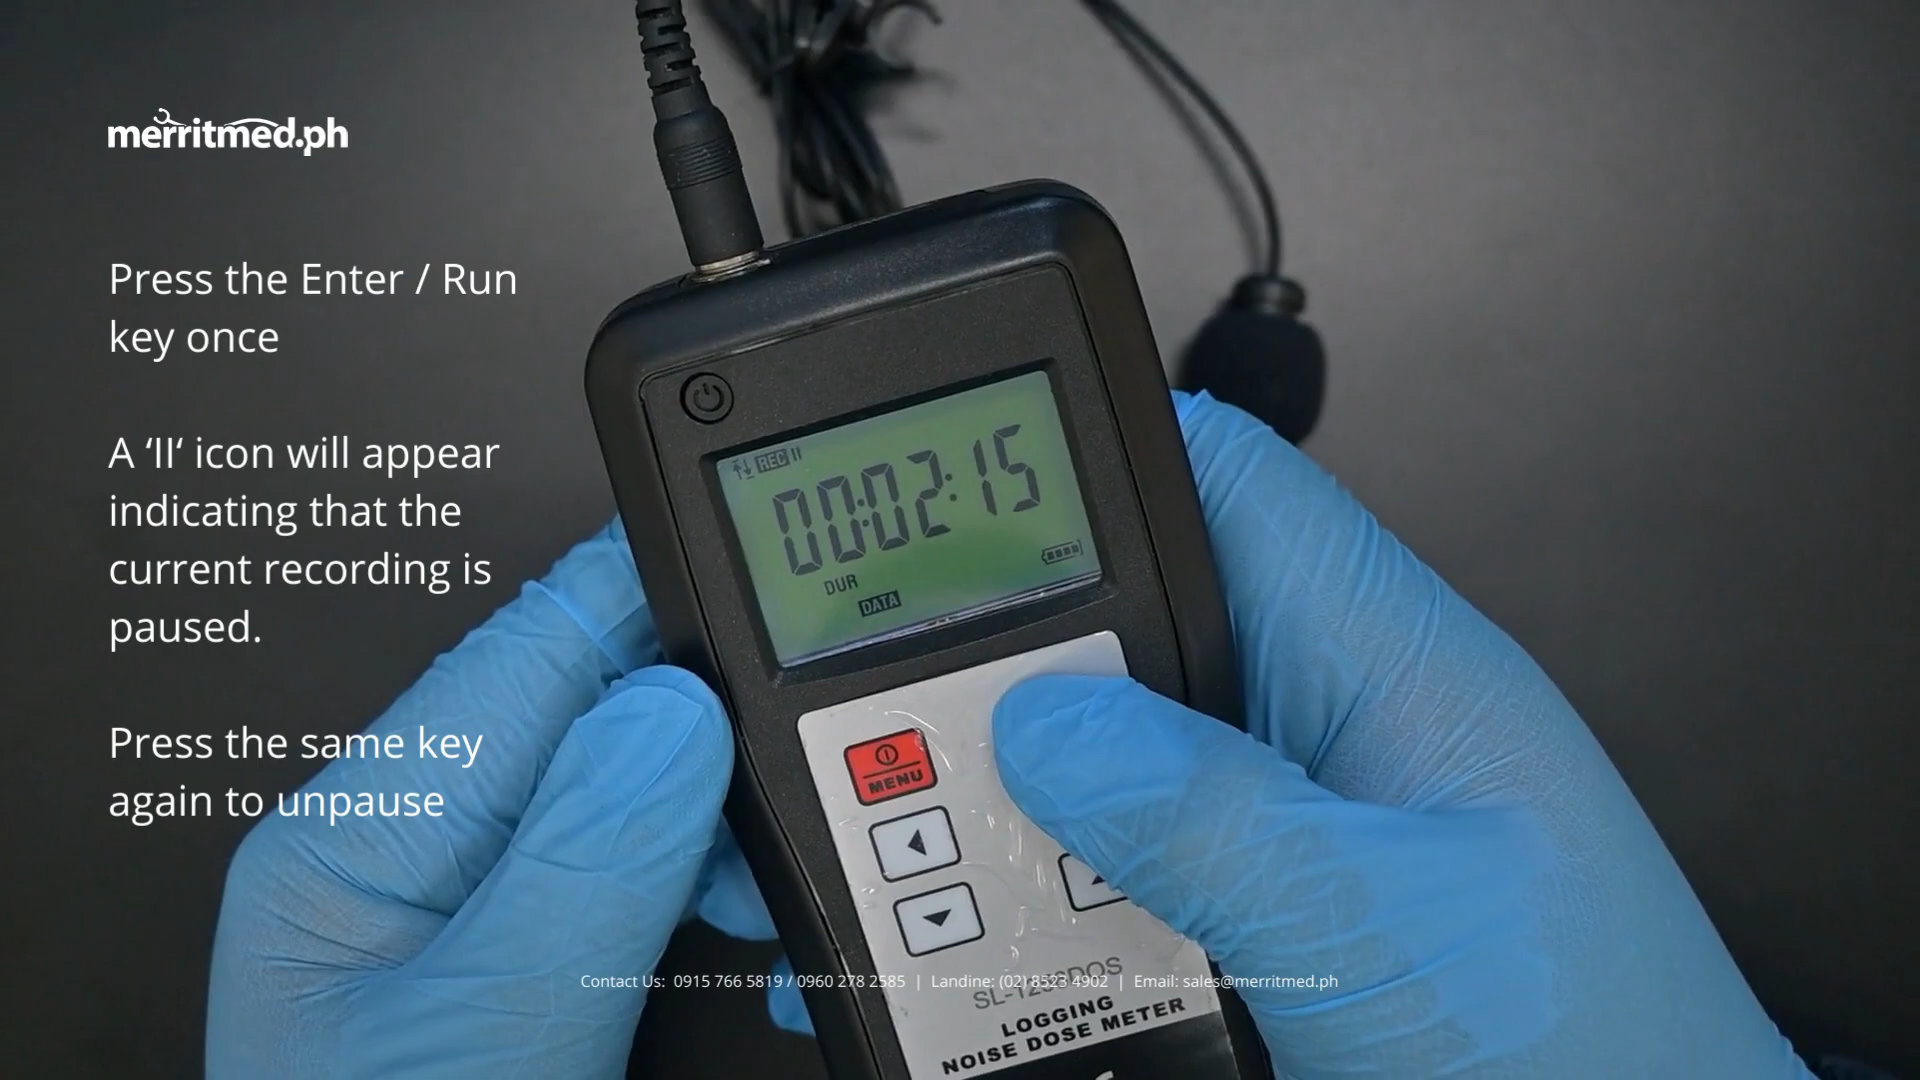 merritmed.ph
Press the Enter / Run
key once
A ‘II‘ icon will appear
indicating that the
current recording is
paused.
Press the same key
again to unpause
REC II
00:02:15
DUR
DATA
MENU
Contact Us: 0915 766 5819 / 0960 278 2585 | Landine: (02) 8523 4902 | Email: sales@merritmed.ph
LOGGING
NOISE DOSE METER